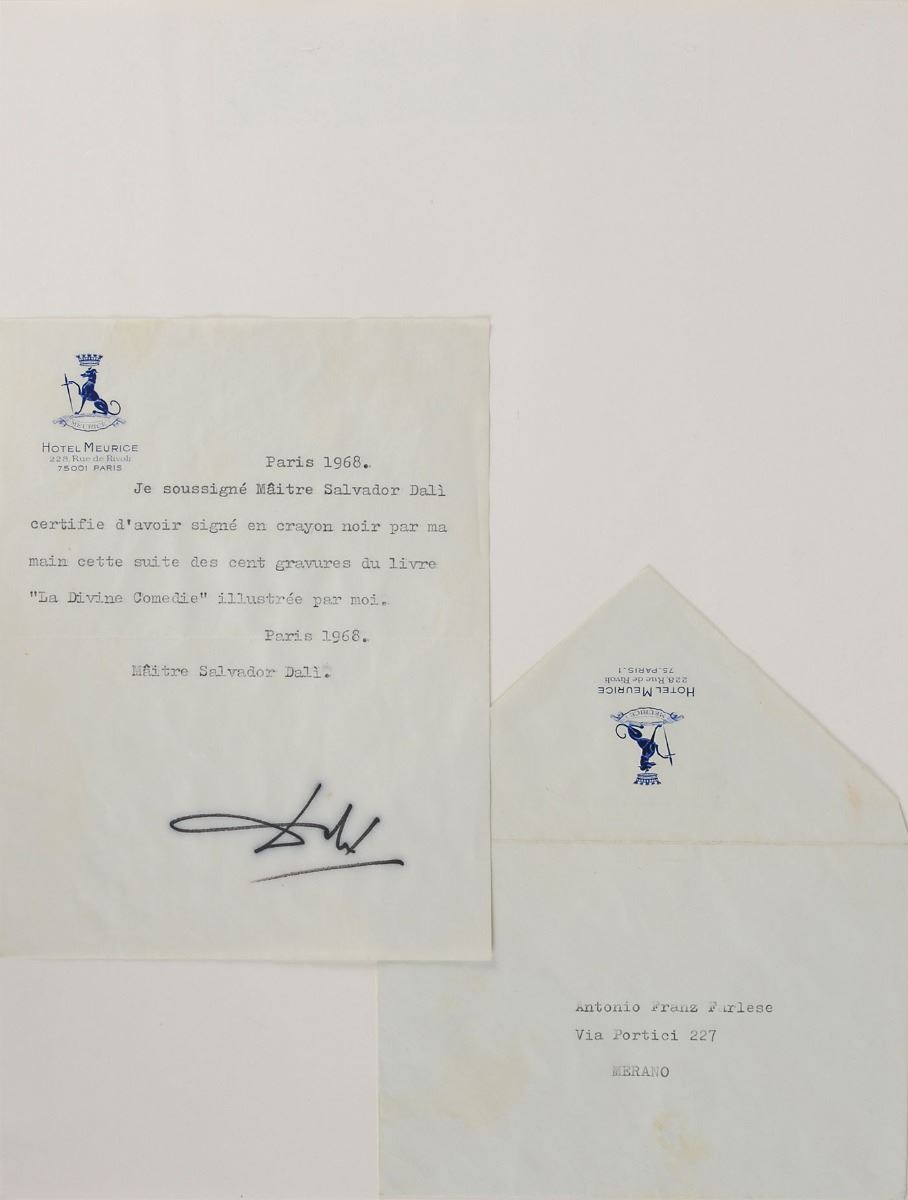 MEURICE
HOTEL MEURICE
228, Rue de Rivoli
75001 PARIS
Paris 1968.
Je soussigné Mâitre Salvador Dalì
certifie d'avoir signé en crayon noir par ma
main cette suite des cent gravures du livre
"La Divine Comedie" illustrée par moi.
Paris 1968.
Mâitre Salvador Dalì.
Dalí
MEURICE
HOTEL MEURICE
228, Rue de Rivoli
75-PARIS-1
Antonio Franz
Via Portici 227
MERANO